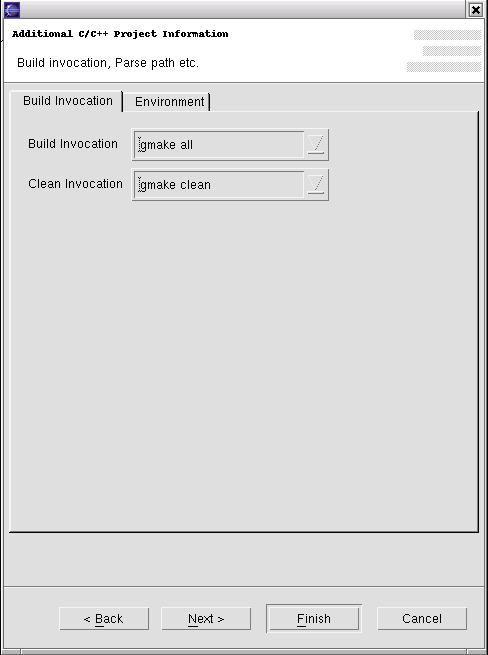 Additional C/C++ Project Information
Build invocation, Parse path etc.
Build Invocation Environment
Build Invocation gmake all
Clean Invocation gmake clean
< Back Next > Finish Cancel